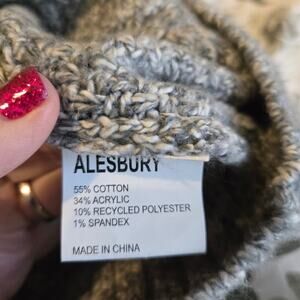 ALESBURY
55% COTTON
34% ACRYLIC
10% RECYCLED POLYESTER
1% SPANDEX
MADE IN CHINA